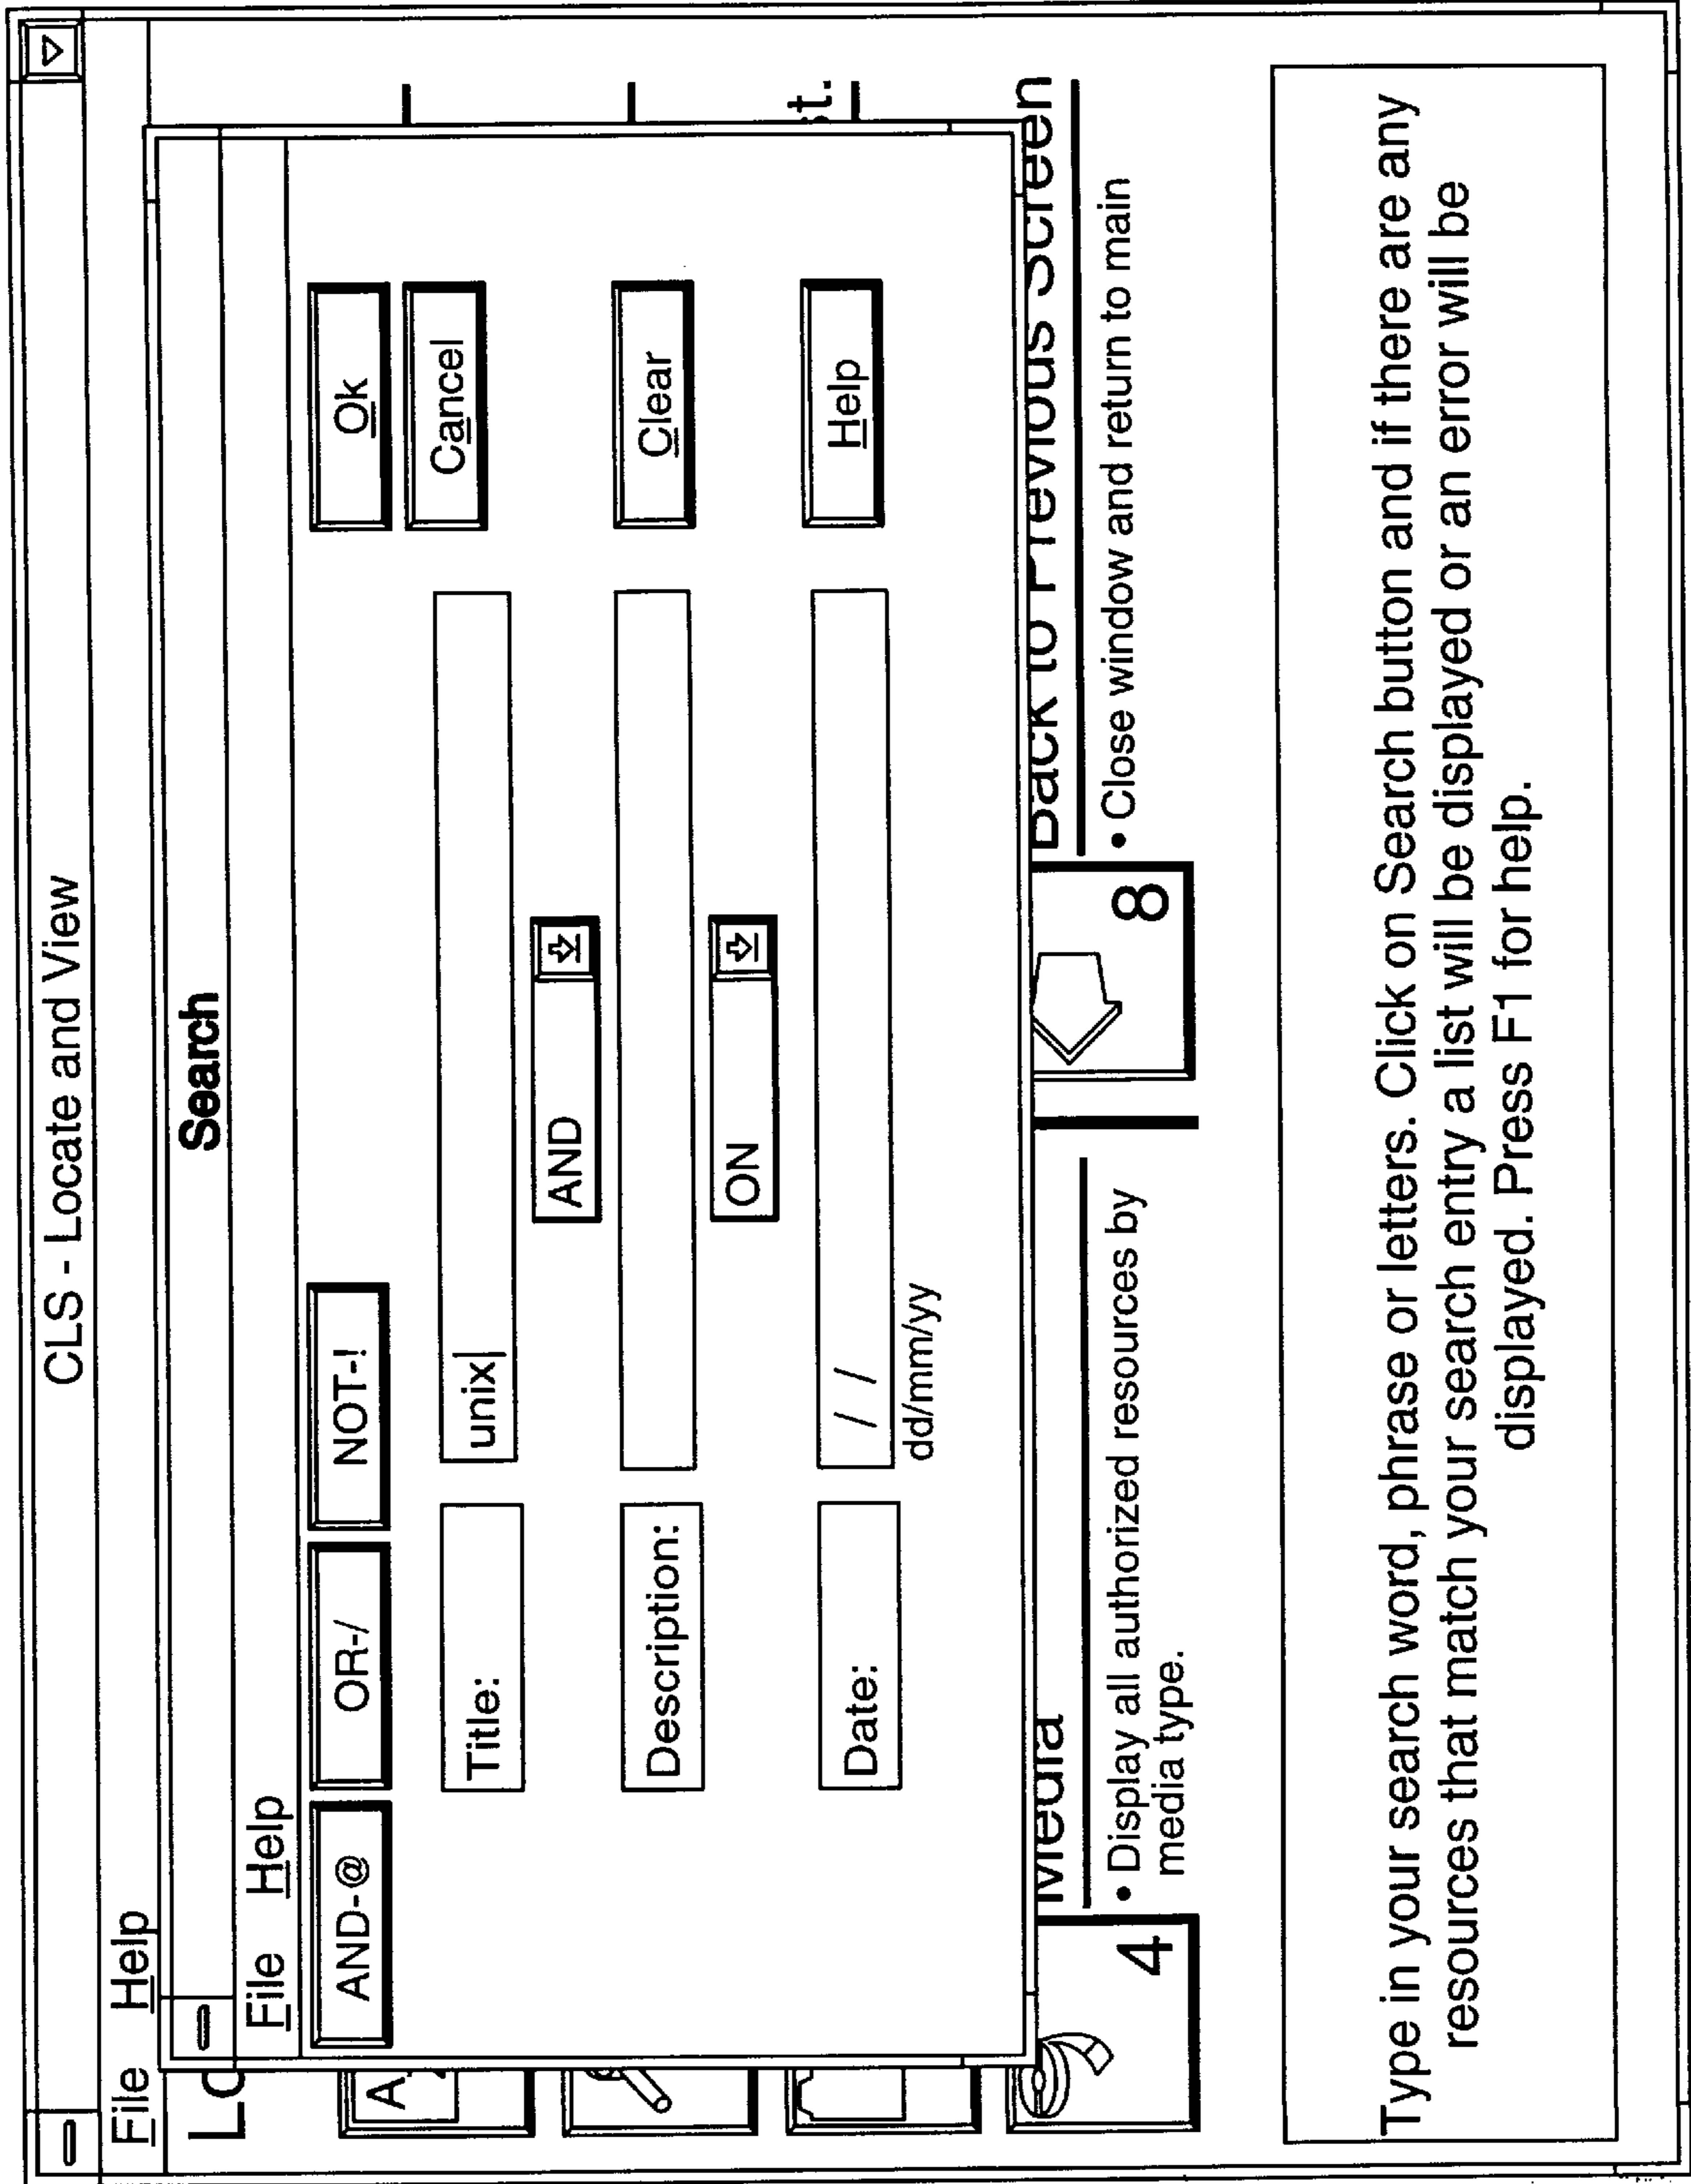 CLS - Locate and View
File Help
Search
File Help
AND-@ OR-/ NOT-! Ok
Cancel
Title: unix
AND
Description: Clear
ON
Date: / / Help
dd/mm/yy
A
st.
Media
• Display all authorized resources by
media type.
4
Back to Previous Screen
• Close window and return to main
8
Type in your search word, phrase or letters. Click on Search button and if there are any
resources that match your search entry a list will be displayed or an error will be
displayed. Press F1 for help.